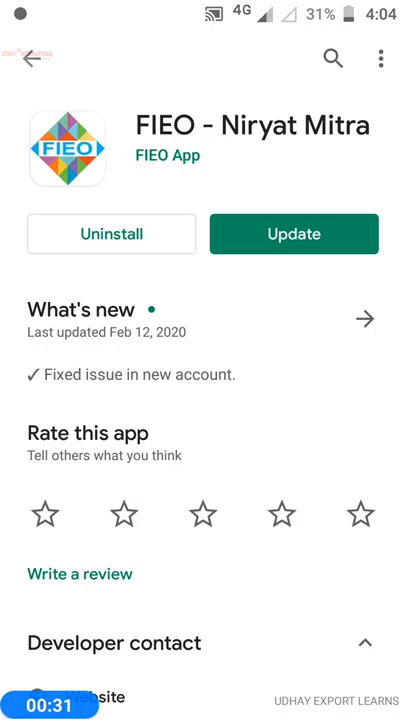 4G 31% 4:04
FIEO - Niryat Mitra
FIEO
FIEO App
Uninstall
Update
What's new
Last updated Feb 12, 2020
✓ Fixed issue in new account.
Rate this app
Tell others what you think
Write a review
Developer contact
Website
00:31
UDHAY EXPORT LEARNS